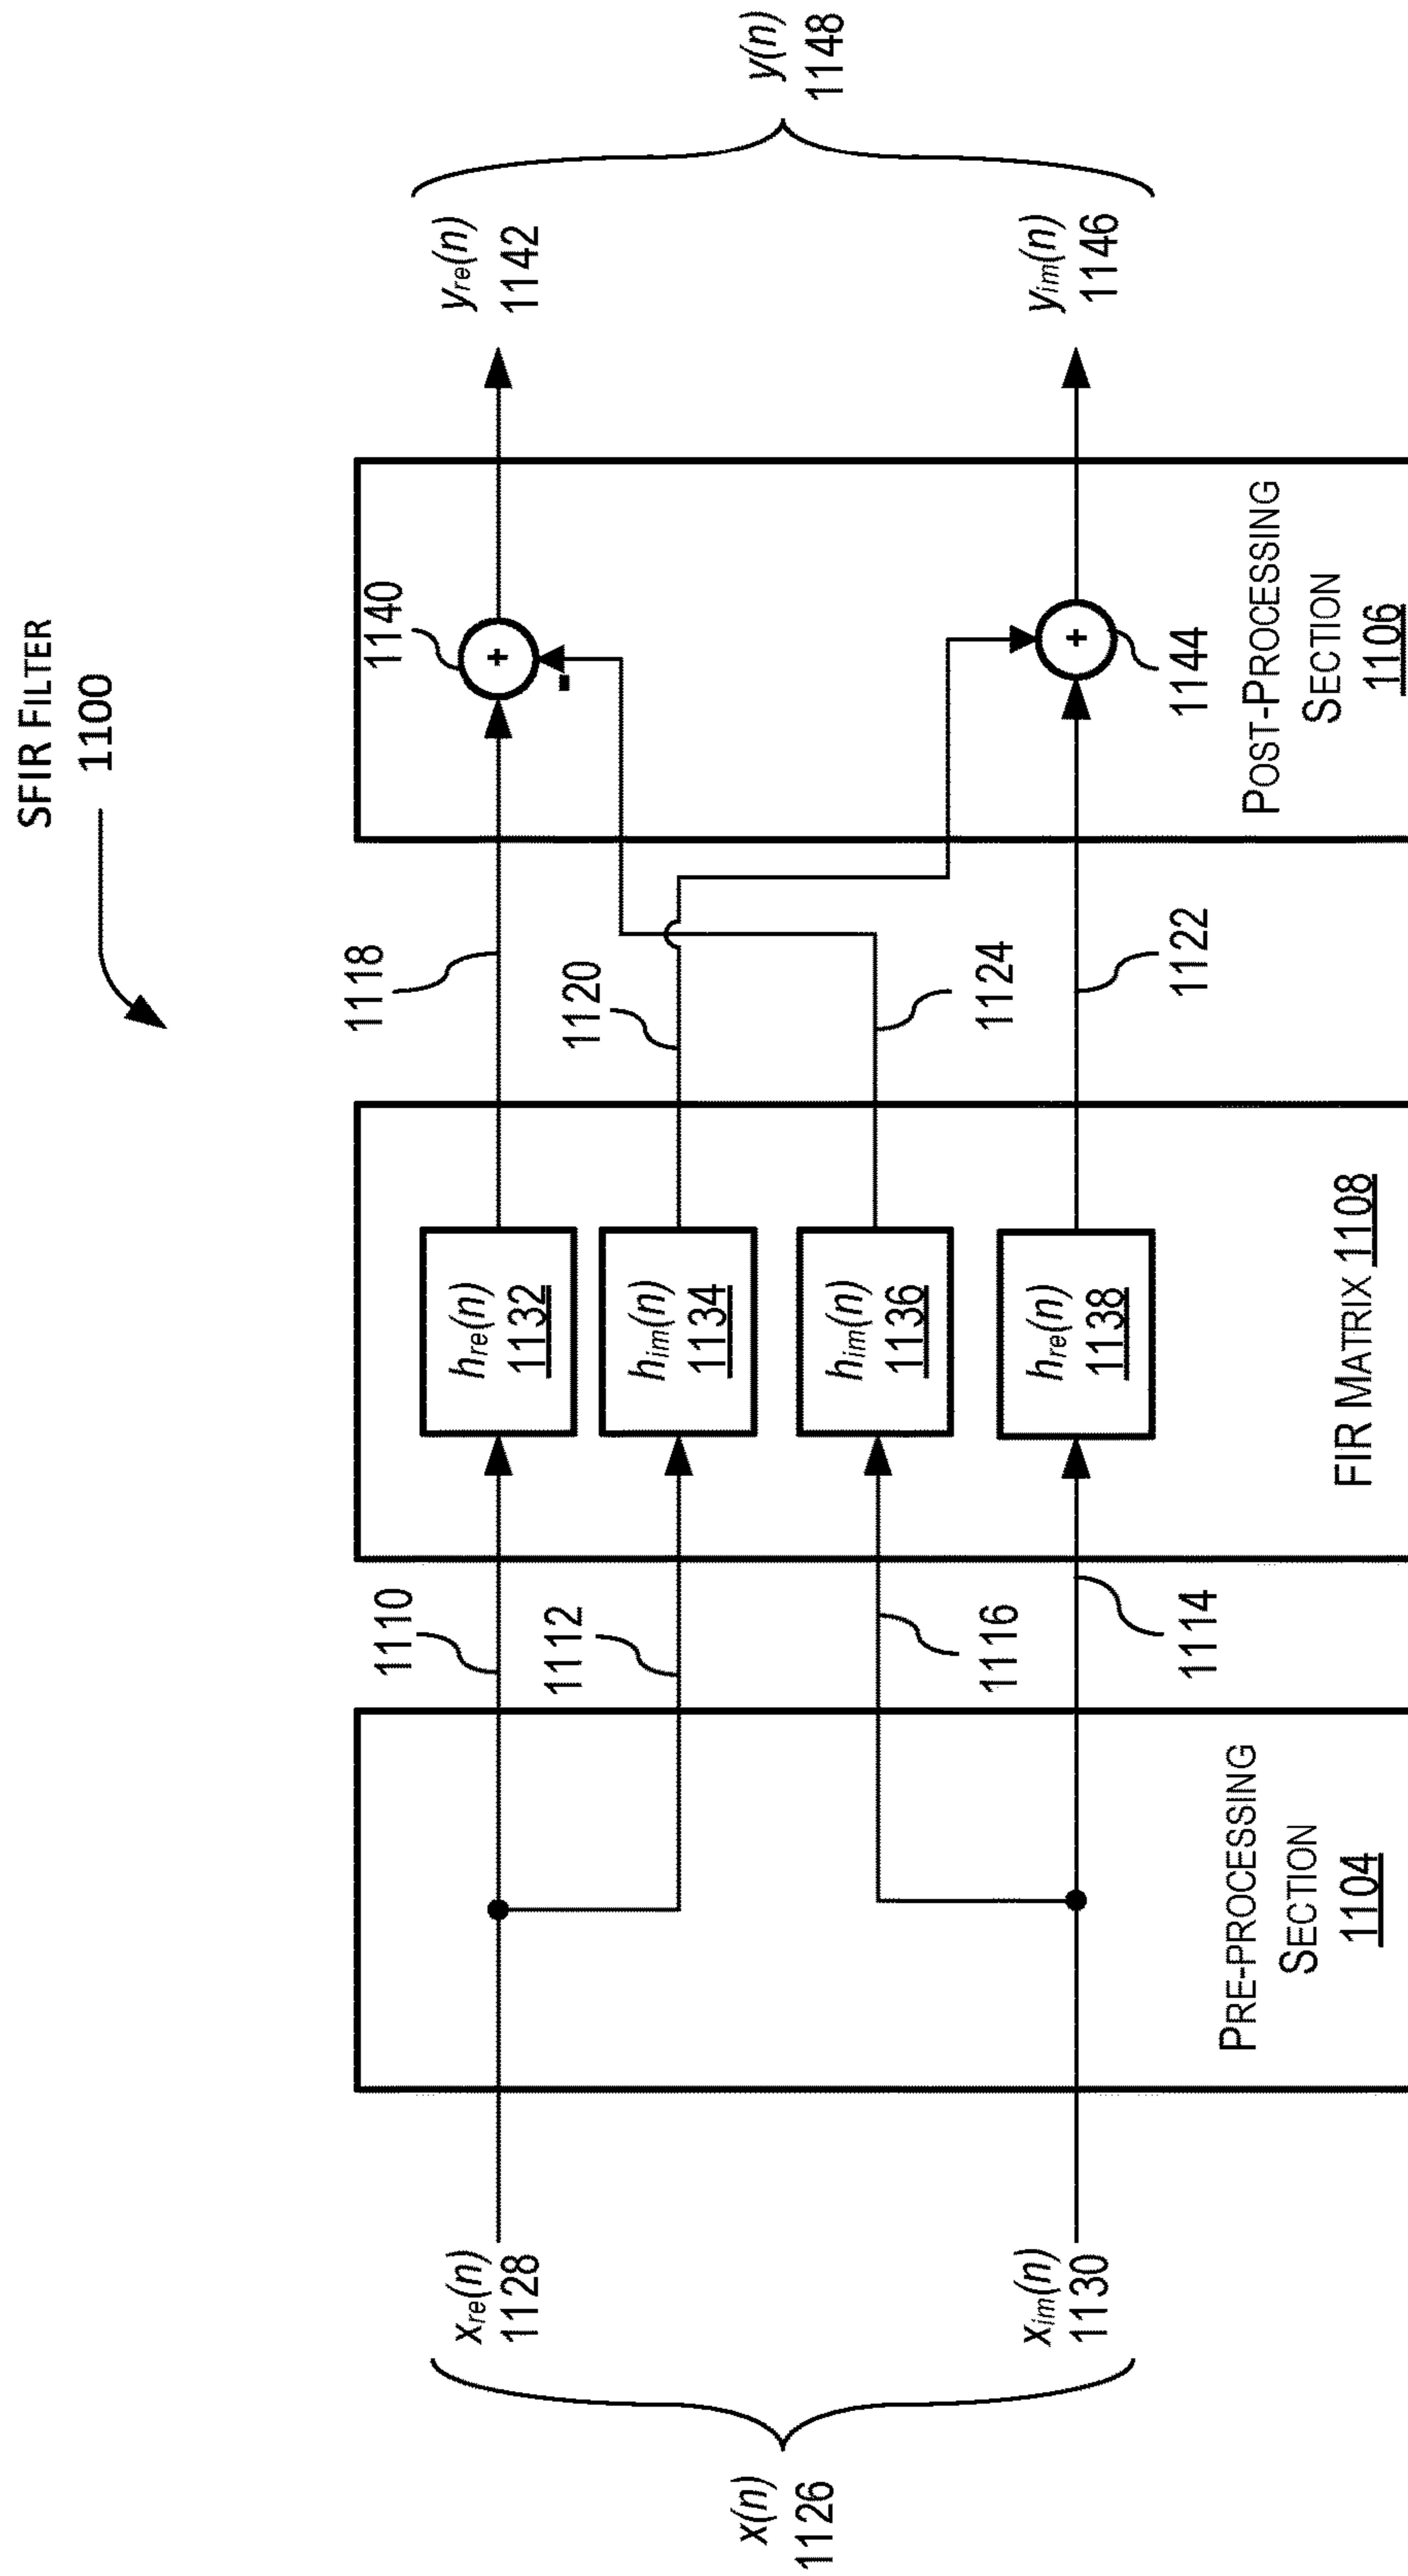 SFIR FILTER
1100
x(n)
1126
xre(n)
1128
xim(n)
1130
PRE-PROCESSING
SECTION
1104
1110
1112
1116
1114
hre(n)
1132
him(n)
1134
him(n)
1136
hre(n)
1138
FIR MATRIX 1108
1118
1120
1124
1122
1140
+
-
+
1144
POST-PROCESSING
SECTION
1106
yre(n)
1142
yim(n)
1146
y(n)
1148